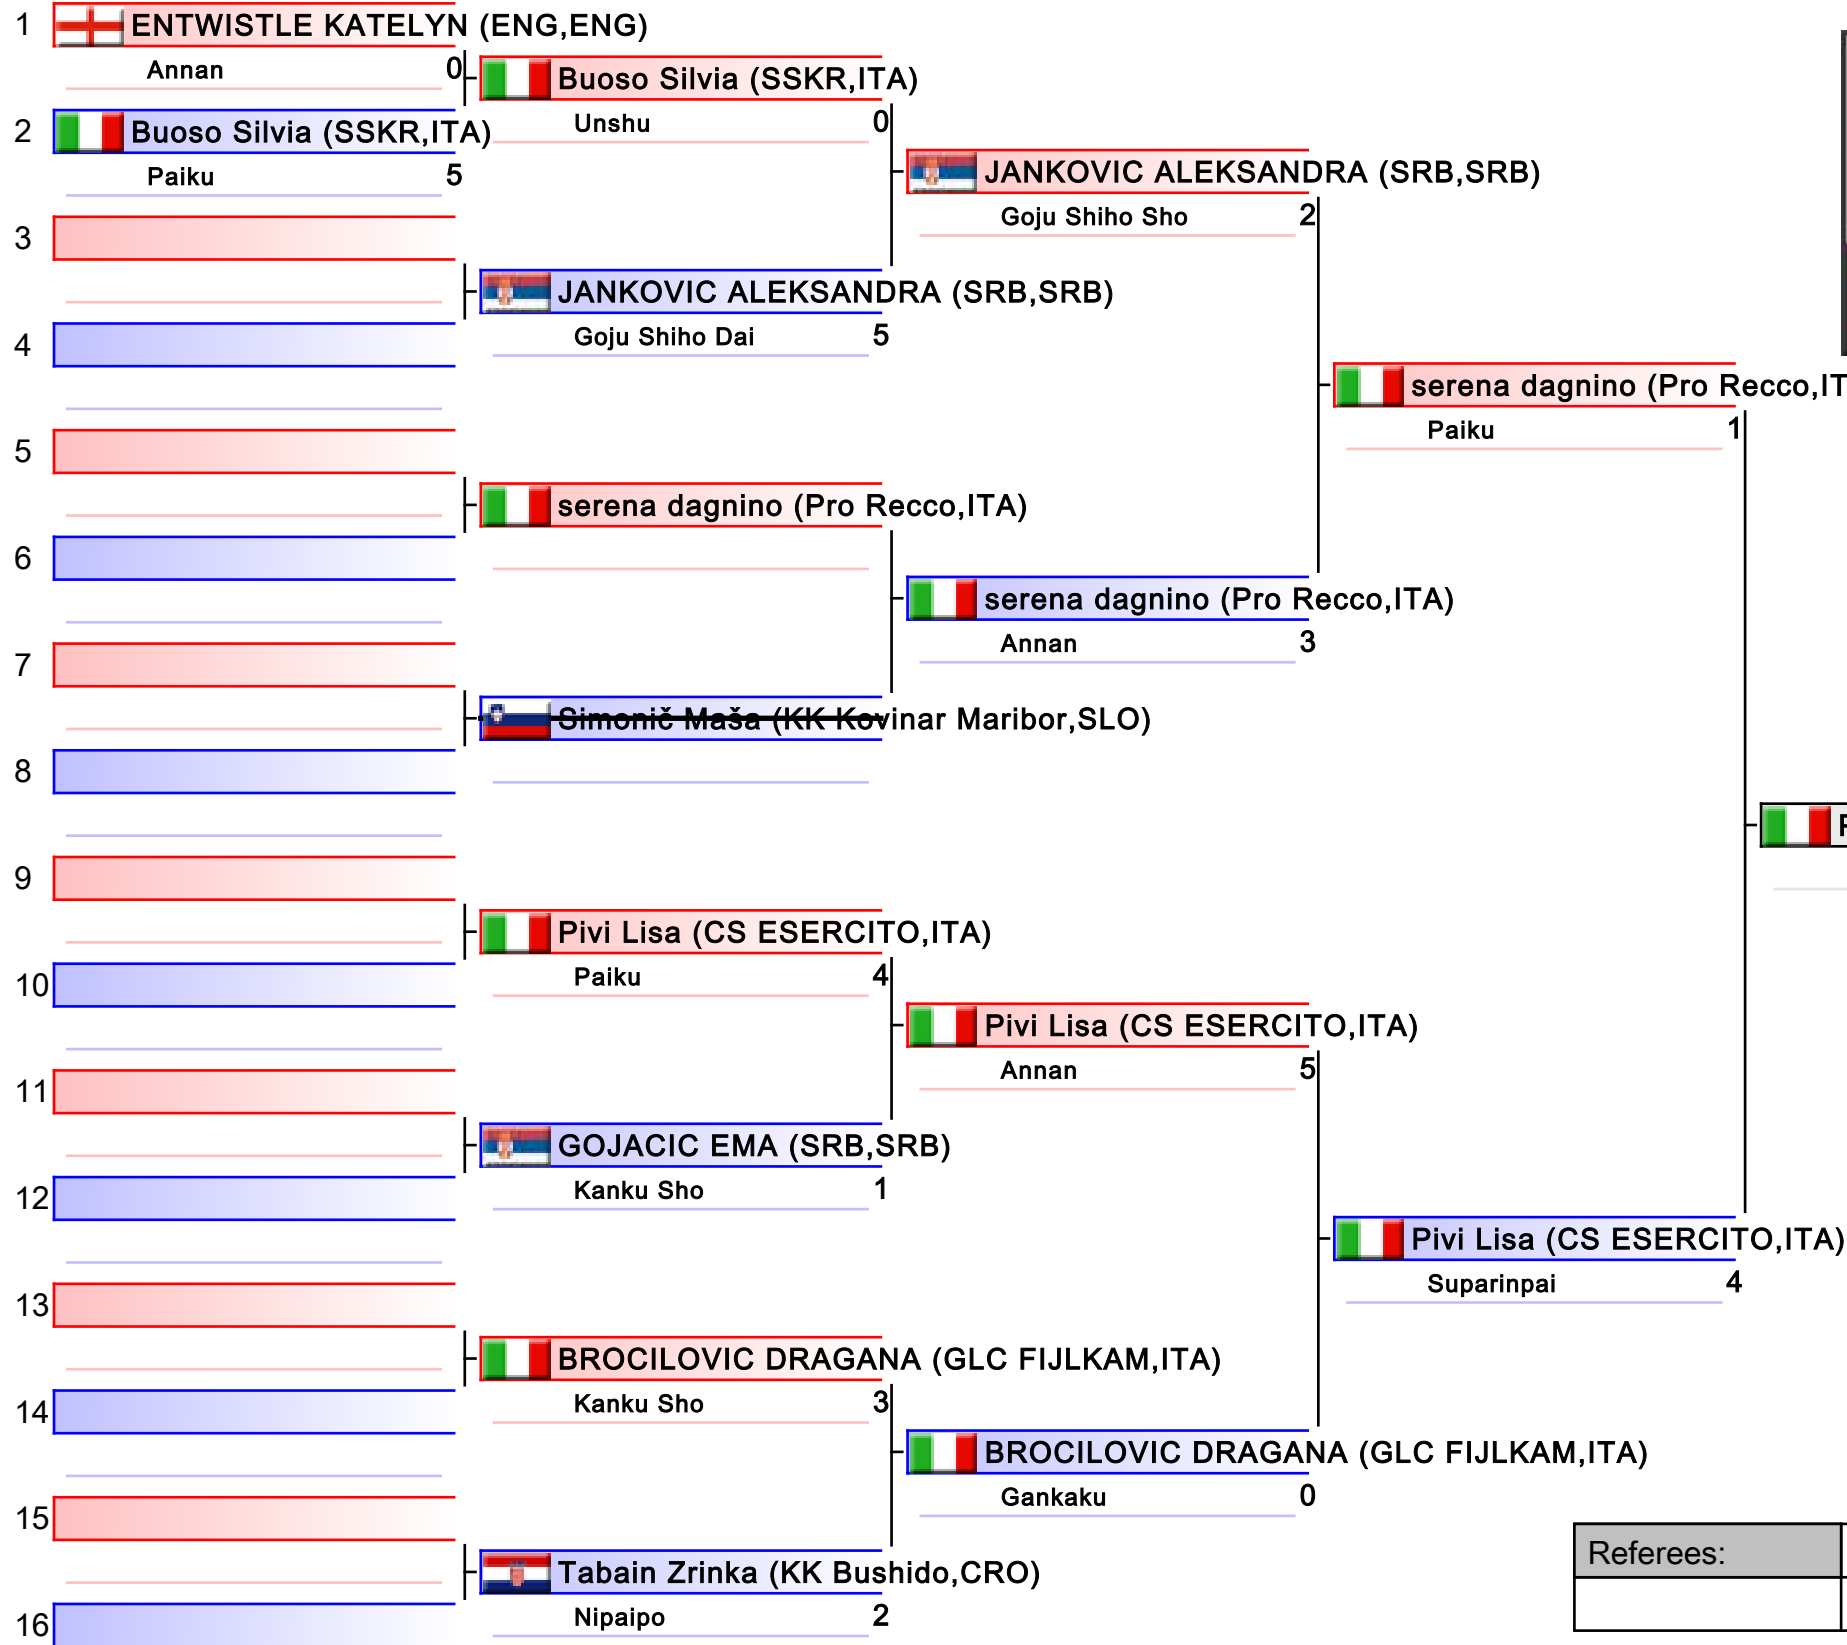 1
ENTWISTLE KATELYN (ENG,ENG)
Annan 0
2
Buoso Silvia (SSKR,ITA)
Paiku 5
3
4
5
6
7
8
9
10
11
12
13
14
15
16
Buoso Silvia (SSKR,ITA)
Unshu 0
JANKOVIC ALEKSANDRA (SRB,SRB)
Goju Shiho Dai 5
serena dagnino (Pro Recco,ITA)
Simonič Maša (KK Kovinar Maribor,SLO)
Pivi Lisa (CS ESERCITO,ITA)
Paiku 4
GOJACIC EMA (SRB,SRB)
Kanku Sho 1
BROCILOVIC DRAGANA (GLC FIJLKAM,ITA)
Kanku Sho 3
Tabain Zrinka (KK Bushido,CRO)
Nipaipo 2
JANKOVIC ALEKSANDRA (SRB,SRB)
Goju Shiho Sho 2
serena dagnino (Pro Recco,ITA)
Annan 3
Pivi Lisa (CS ESERCITO,ITA)
Annan 5
BROCILOVIC DRAGANA (GLC FIJLKAM,ITA)
Gankaku 0
serena dagnino (Pro Recco,IT
Paiku 1
Pivi Lisa (CS ESERCITO,ITA)
Suparinpai 4
Referees: